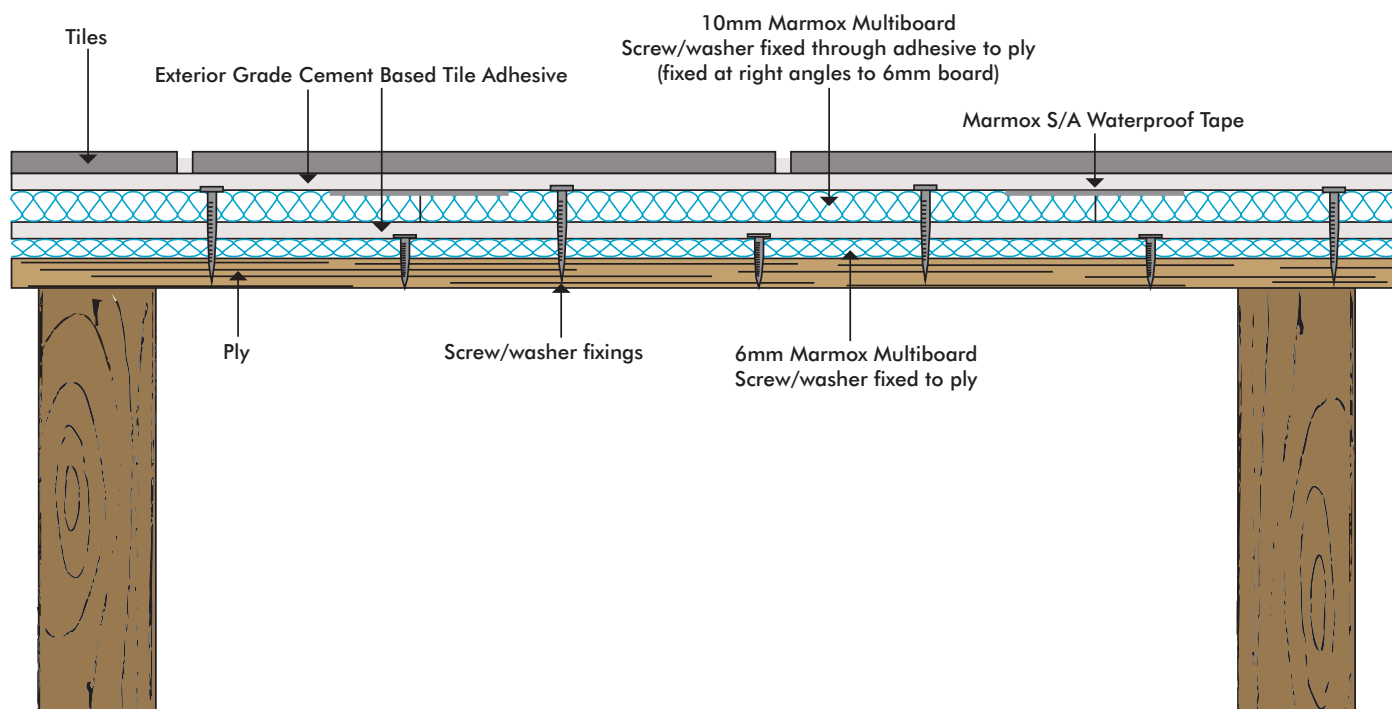 10mm Marmox Multiboard
Screw/washer fixed through adhesive to ply
(fixed at right angles to 6mm board)
Tiles
Exterior Grade Cement Based Tile Adhesive
Marmox S/A Waterproof Tape
Ply
Screw/washer fixings
6mm Marmox Multiboard
Screw/washer fixed to ply